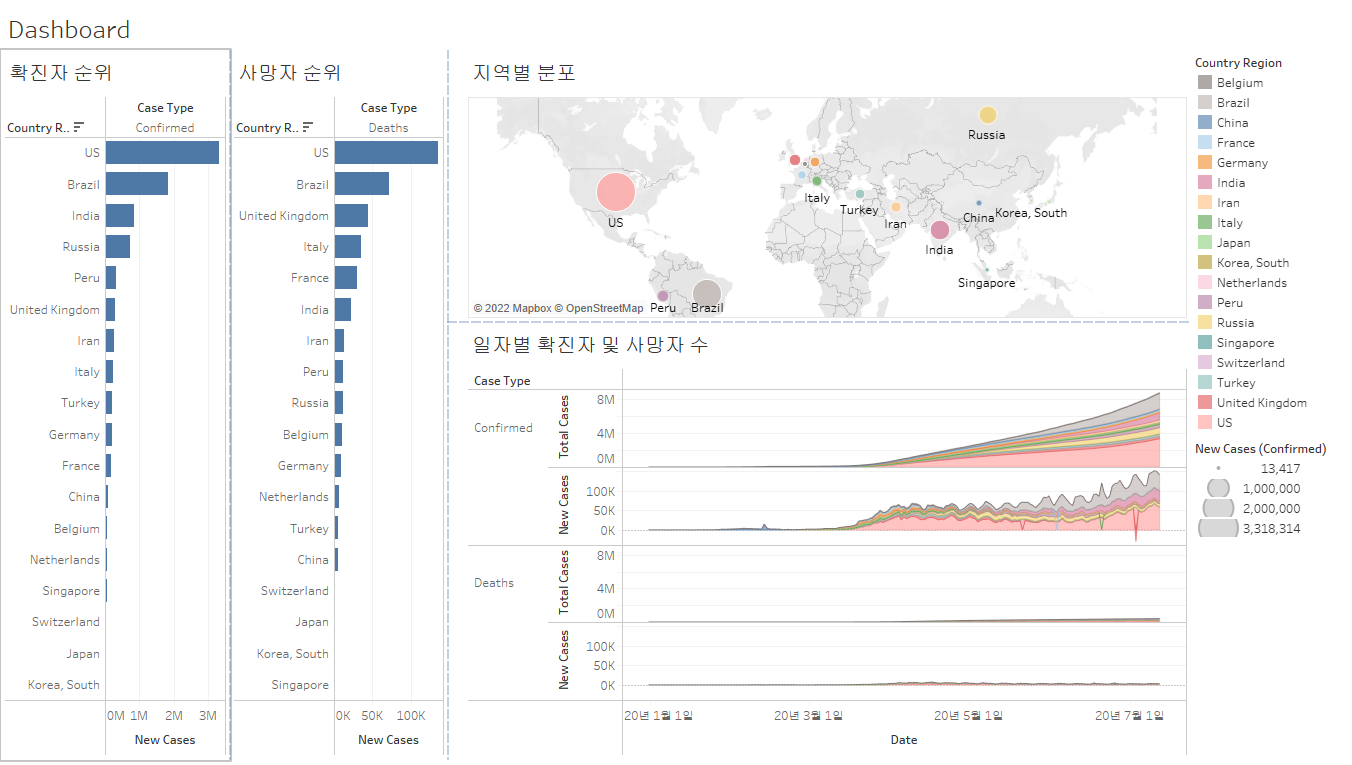 Dashboard
확진자 순위
Case Type
Country R.. Confirmed
US
Brazil
India
Russia
Peru
United Kingdom
Iran
Italy
Turkey
Germany
France
China
Belgium
Netherlands
Singapore
Switzerland
Japan
Korea, South
0M 1M 2M 3M
New Cases
사망자 순위
Case Type
Country R.. Deaths
US
Brazil
United Kingdom
Italy
France
India
Iran
Peru
Russia
Belgium
Germany
Netherlands
Turkey
China
Switzerland
Japan
Korea, South
Singapore
0K 50K 100K
New Cases
지역별 분포
Russia
Italy
Turkey
Korea, South
China
US
Iran
India
Singapore
Peru
Brazil
© 2022 Mapbox © OpenStreetMap
일자별 확진자 및 사망자 수
Case Type
Confirmed
Total Cases
8M
4M
0M
New Cases
100K
50K
0K
Deaths
Total Cases
8M
4M
0M
New Cases
100K
50K
0K
20년 1월 1일 20년 3월 1일 20년 5월 1일 20년 7월 1일
Date
Country Region
Belgium
Brazil
China
France
Germany
India
Iran
Italy
Japan
Korea, South
Netherlands
Peru
Russia
Singapore
Switzerland
Turkey
United Kingdom
US
New Cases (Confirmed)
13,417
1,000,000
2,000,000
3,318,314